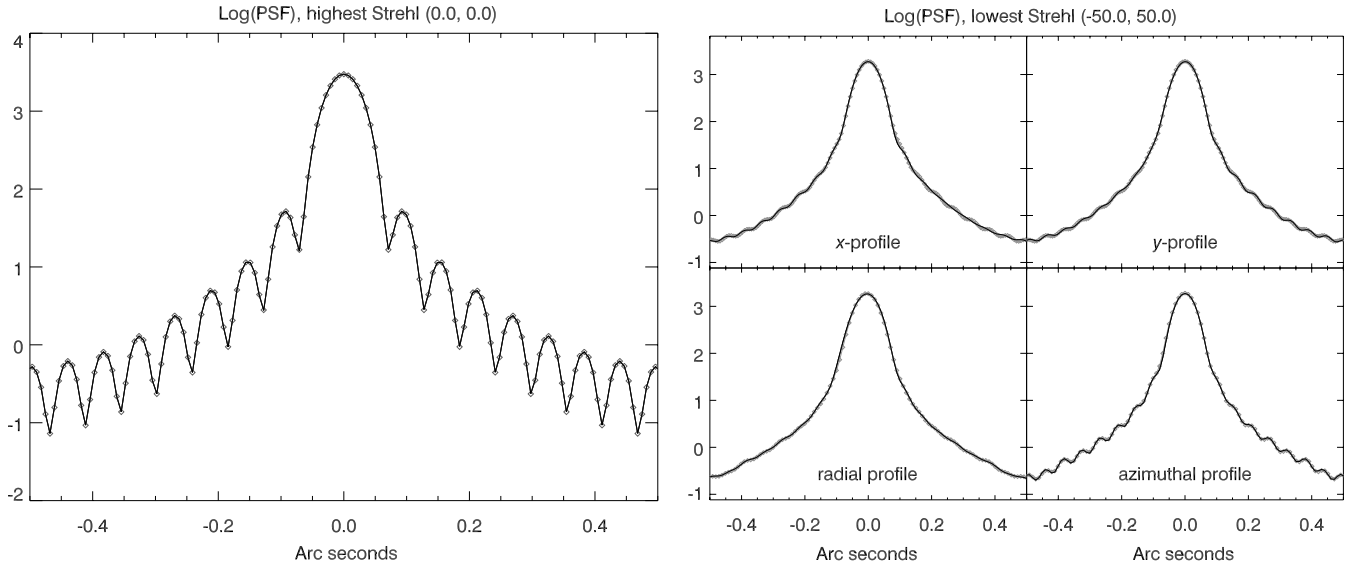 Log(PSF), highest Strehl (0.0, 0.0)
4
3
2
1
0
-1
-2
-0.4 -0.2 0.0 0.2 0.4
Arc seconds
Log(PSF), lowest Strehl (-50.0, 50.0)
3
2
1
0
-1
x-profile
y-profile
3
2
1
0
-1
radial profile
azimuthal profile
-0.4 -0.2 0.0 0.2 0.4 -0.4 -0.2 0.0 0.2 0.4
Arc seconds Arc seconds